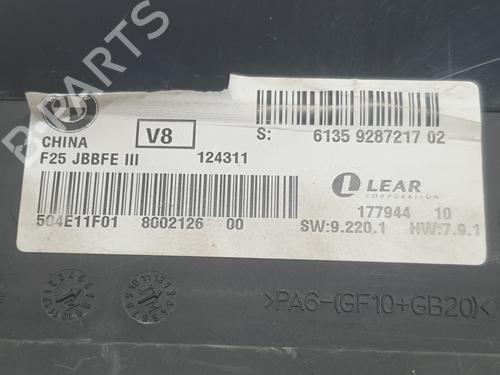 CHINA
V8
S: 6135 9287217 02
F25 JBBFE III 124311
LEAR
CORPORATION
504E11F01 8002126 00
177944 10
SW:9.220.1 HW:7.9.1
>PA6-(GF10+GB20)<
B-PARTS